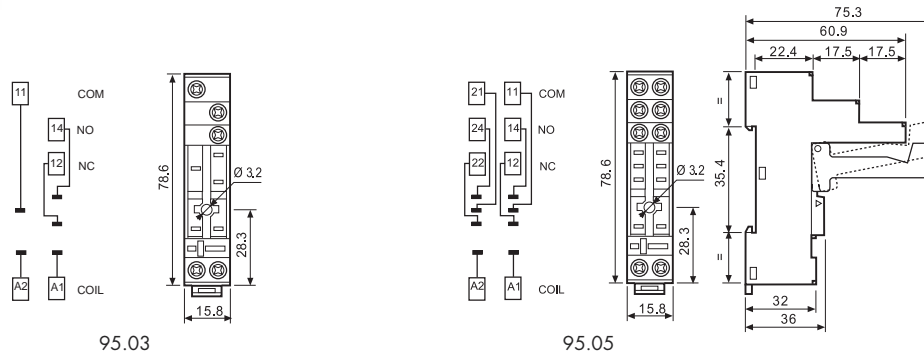 75.3
60.9
22.4 17.5 17.5
11 COM
14 NO
12 NC
78.6
Ø 3.2
28.3
A2 A1 COIL
15.8
95.03
21 11 COM
24 14 NO
22 12 NC
78.6
Ø 3.2
28.3
A2 A1 COIL
15.8
95.05
=
35.4
=
32
36